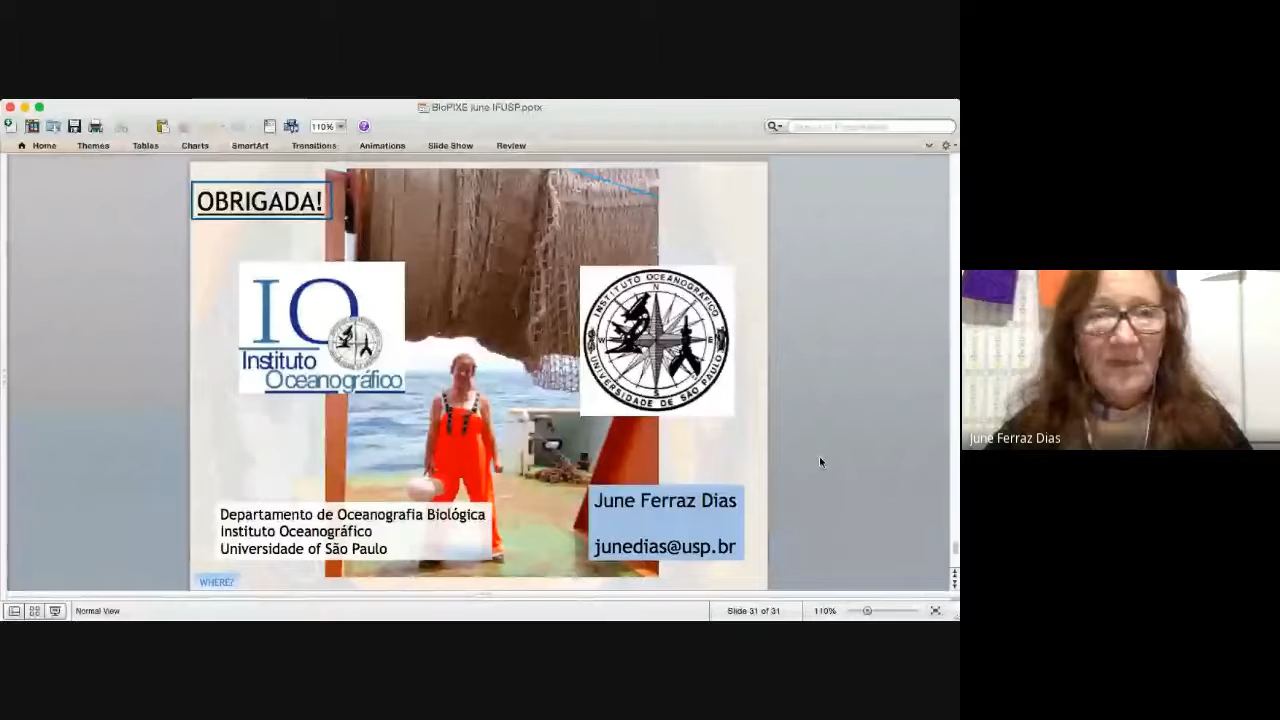 BioPIXE june IFUSP.pptx
110%
Home Themes Tables Charts SmartArt Transitions Animations Slide Show Review
OBRIGADA!
IO
Instituto
Oceanográfico
INSTITUTO OCEANOGRÁFICO
N
W E
S
UNIVERSIDADE DE SÃO PAULO
Departamento de Oceanografia Biológica
Instituto Oceanográfico
Universidade of São Paulo
June Ferraz Dias
junedias@usp.br
WHERE?
Normal View
Slide 31 of 31
110%
June Ferraz Dias